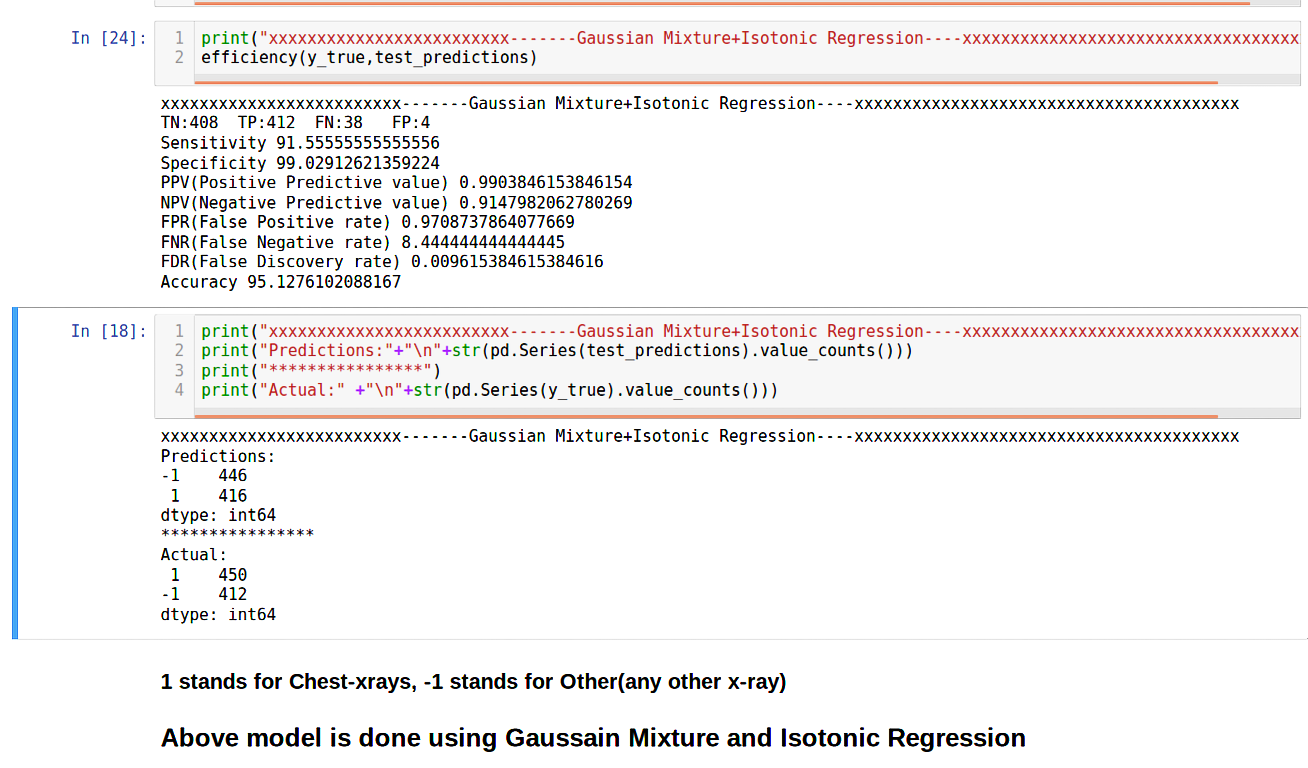 In [24]:
1 print("xxxxxxxxxxxxxxxxxxxxxxxxx-------Gaussian Mixture+Isotonic Regression----xxxxxxxxxxxxxxxxxxxxxxxxxxxxxxxxxxx
2 efficiency(y_true,test_predictions)
xxxxxxxxxxxxxxxxxxxxxxxxx-------Gaussian Mixture+Isotonic Regression----xxxxxxxxxxxxxxxxxxxxxxxxxxxxxxxxxxxxxxxx
TN:408  TP:412  FN:38   FP:4
Sensitivity 91.55555555555556
Specificity 99.02912621359224
PPV(Positive Predictive value) 0.9903846153846154
NPV(Negative Predictive value) 0.9147982062780269
FPR(False Positive rate) 0.9708737864077669
FNR(False Negative rate) 8.444444444444445
FDR(False Discovery rate) 0.009615384615384616
Accuracy 95.1276102088167
In [18]:
1 print("xxxxxxxxxxxxxxxxxxxxxxxxx-------Gaussian Mixture+Isotonic Regression----xxxxxxxxxxxxxxxxxxxxxxxxxxxxxxxxxxx
2 print("Predictions:"+"\n"+str(pd.Series(test_predictions).value_counts()))
3 print("****************")
4 print("Actual:" +"\n"+str(pd.Series(y_true).value_counts()))
xxxxxxxxxxxxxxxxxxxxxxxxx-------Gaussian Mixture+Isotonic Regression----xxxxxxxxxxxxxxxxxxxxxxxxxxxxxxxxxxxxxxxx
Predictions:
-1    446
 1    416
dtype: int64
****************
Actual:
 1    450
-1    412
dtype: int64
1 stands for Chest-xrays, -1 stands for Other(any other x-ray)
Above model is done using Gaussain Mixture and Isotonic Regression